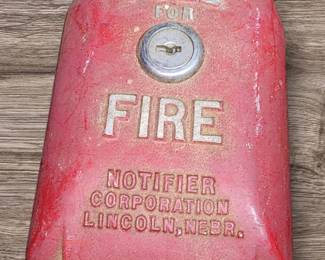 FOR
FIRE
NOTIFIER
CORPORATION
LINCOLN, NEBR.